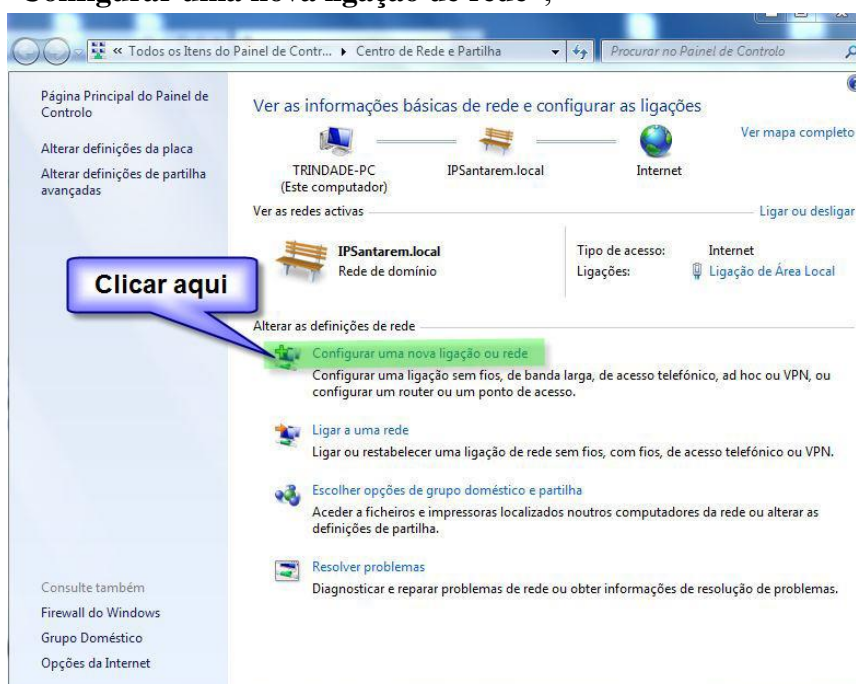 "Configurar uma nova ligação de rede";
« Todos os Itens do Painel de Contr... Centro de Rede e Partilha Procurar no Painel de Controlo
Página Principal do Painel de
Controlo
Alterar definições da placa
Alterar definições de partilha
avançadas
Ver as informações básicas de rede e configurar as ligações
Ver mapa completo
TRINDADE-PC
(Este computador)
IPSantarem.local
Internet
Ver as redes activas
Ligar ou desligar
IPSantarem.local
Rede de domínio
Tipo de acesso: Internet
Ligações: Ligação de Área Local
Clicar aqui
Alterar as definições de rede
Configurar uma nova ligação ou rede
Configurar uma ligação sem fios, de banda larga, de acesso telefónico, ad hoc ou VPN, ou
configurar um router ou um ponto de acesso.
Ligar a uma rede
Ligar ou restabelecer uma ligação de rede sem fios, com fios, de acesso telefónico ou VPN.
Escolher opções de grupo doméstico e partilha
Aceder a ficheiros e impressoras localizados noutros computadores da rede ou alterar as
definições de partilha.
Resolver problemas
Diagnosticar e reparar problemas de rede ou obter informações de resolução de problemas.
Consulte também
Firewall do Windows
Grupo Doméstico
Opções da Internet